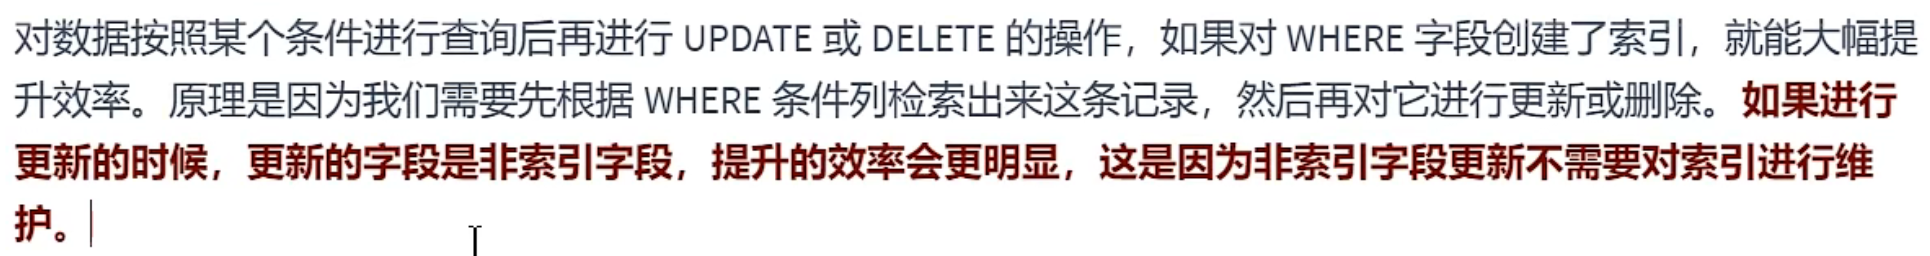 对数据按照某个条件进行查询后再进行 UPDATE 或 DELETE 的操作，如果对 WHERE 字段创建了索引，就能大幅提
升效率。原理是因为我们需要先根据 WHERE 条件列检索出来这条记录，然后再对它进行更新或删除。如果进行
更新的时候，更新的字段是非索引字段，提升的效率会更明显，这是因为非索引字段更新不需要对索引进行维
护。